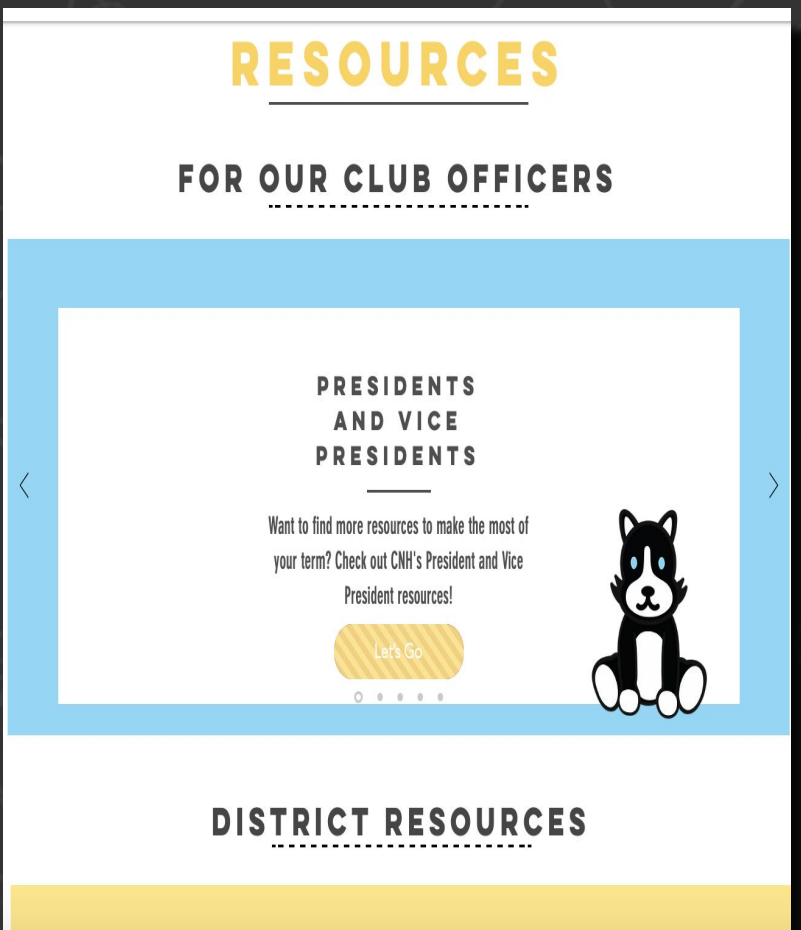 RESOURCES
FOR OUR CLUB OFFICERS
PRESIDENTS
AND VICE
PRESIDENTS
Want to find more resources to make the most of
your term? Check out CNH's President and Vice
President resources!
Let's Go
DISTRICT RESOURCES